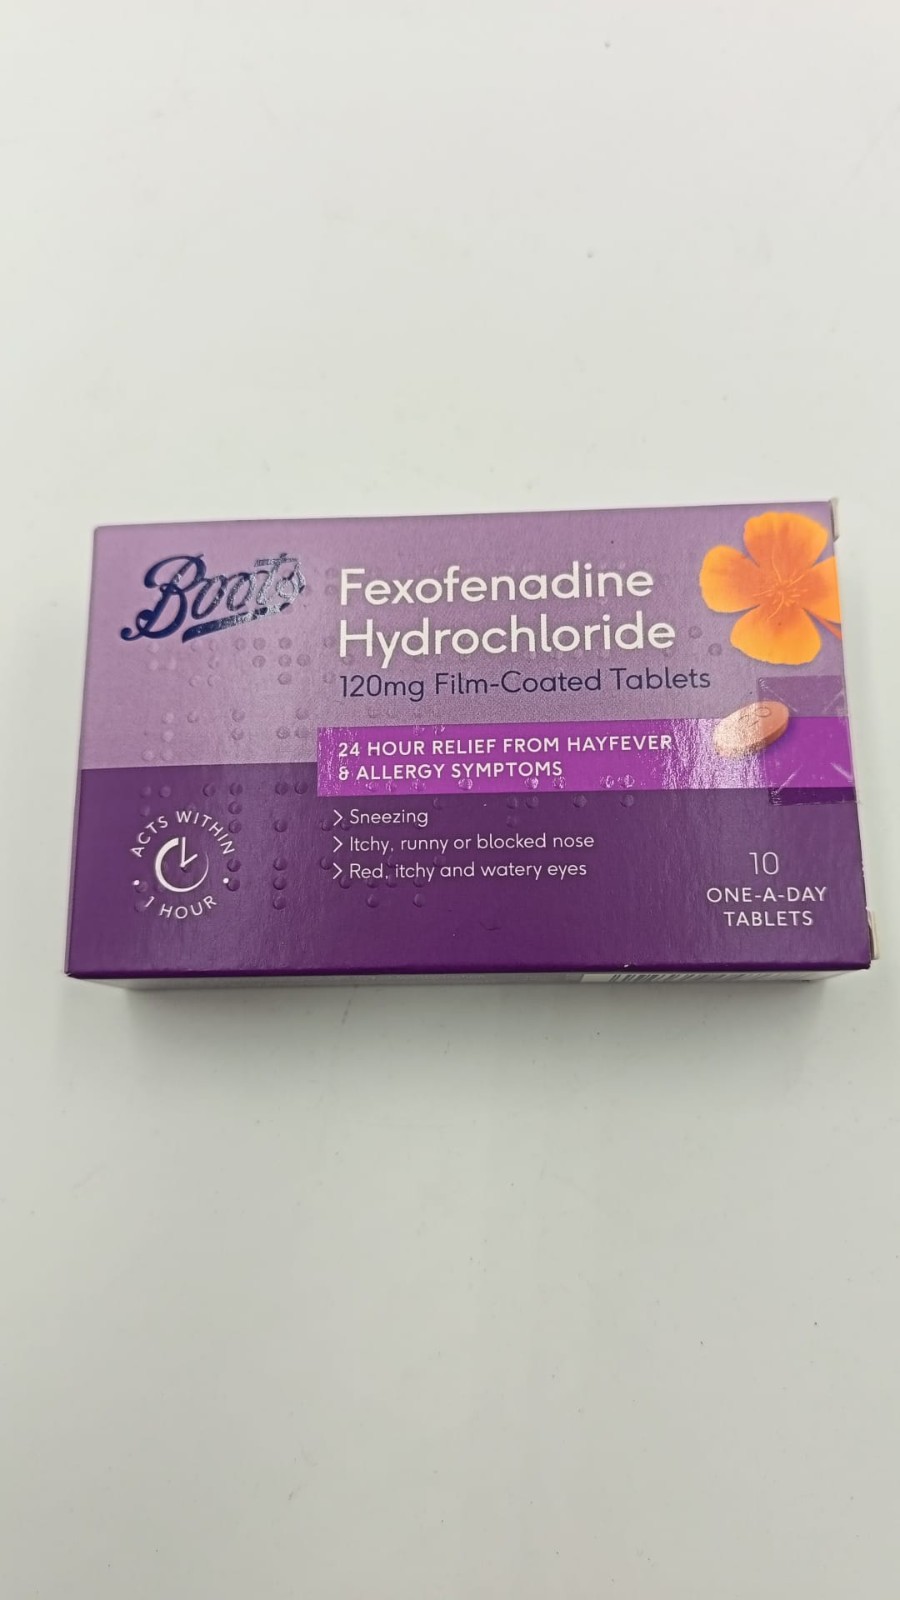 Boots
Fexofenadine
Hydrochloride
120mg Film-Coated Tablets
24 HOUR RELIEF FROM HAYFEVER
& ALLERGY SYMPTOMS
> Sneezing
> Itchy, runny or blocked nose
> Red, itchy and watery eyes
ACTS WITHIN
1 HOUR
10
ONE-A-DAY
TABLETS